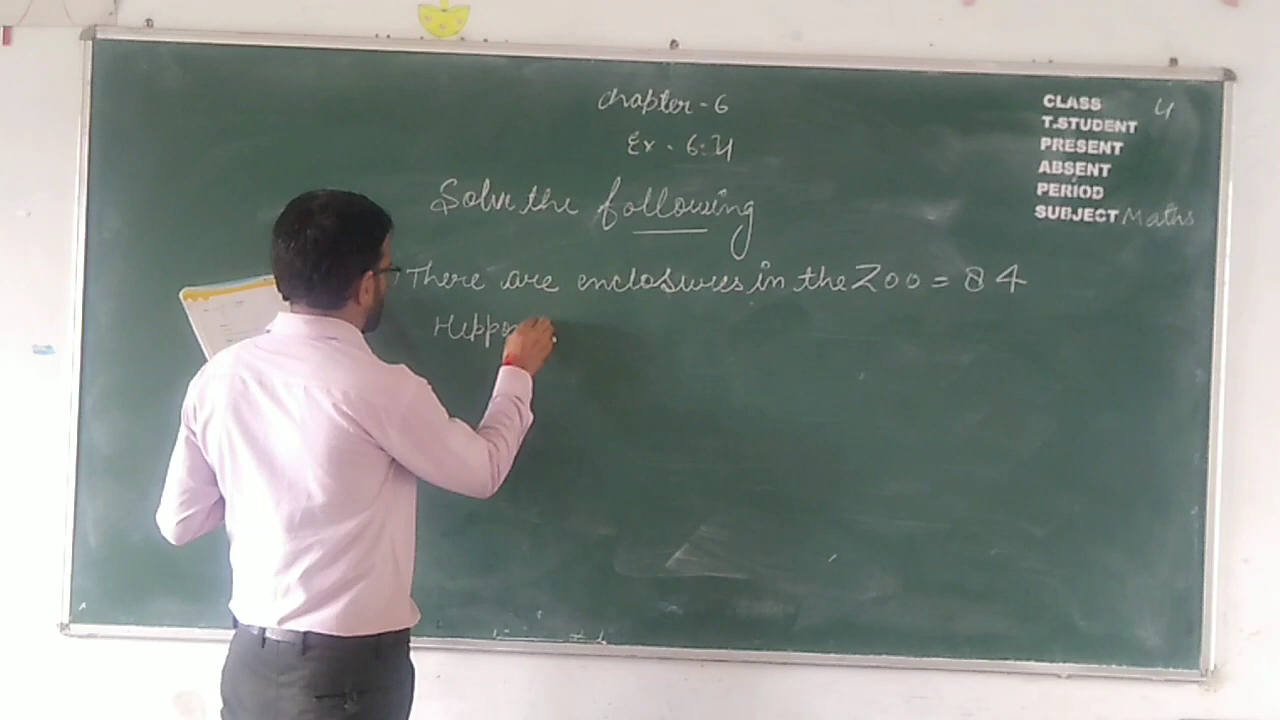 Chapter - 6
Ex - 6.4
Solve the following
There are enclosures in the Zoo = 84
Hippo
CLASS 4
T.STUDENT
PRESENT
ABSENT
PERIOD
SUBJECT Maths